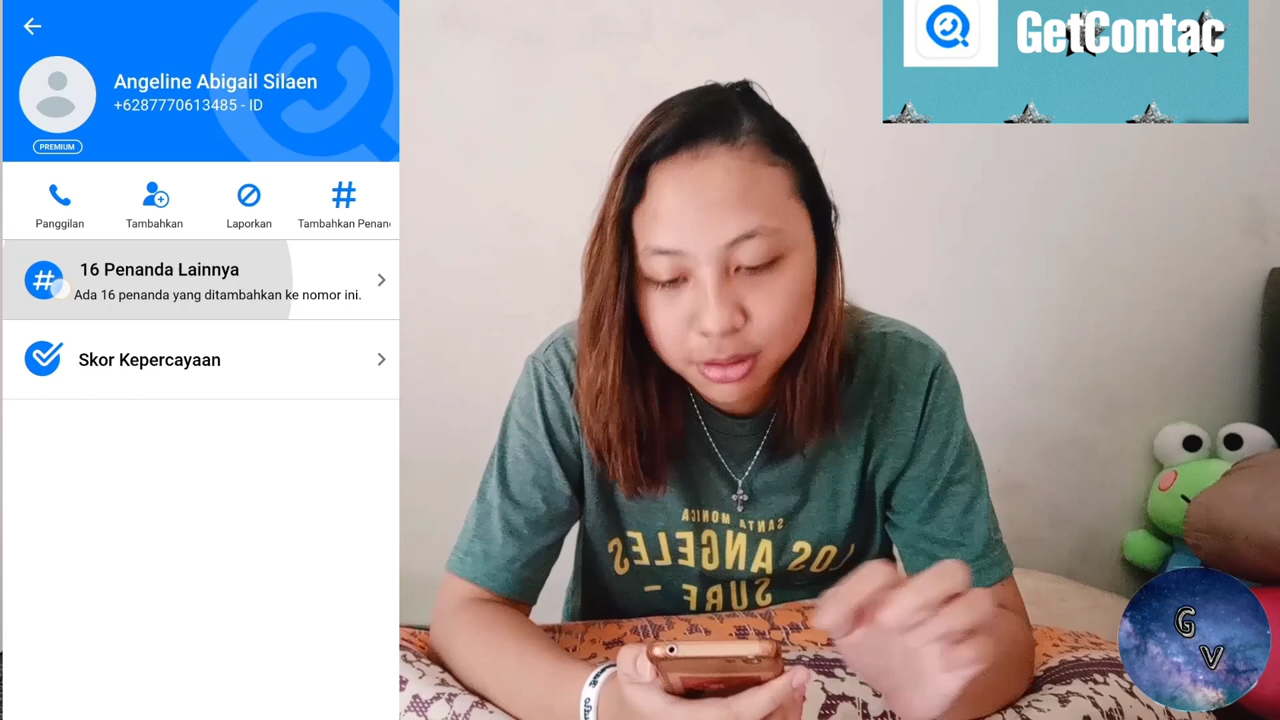 Angeline Abigail Silaen
+6287770613485 - ID
PREMIUM
Panggilan
Tambahkan
Laporkan
Tambahkan Penan
16 Penanda Lainnya
Ada 16 penanda yang ditambahkan ke nomor ini.
Skor Kepercayaan
GetContac
SANTA MONICA
LOS ANGELES
SURF
G
V